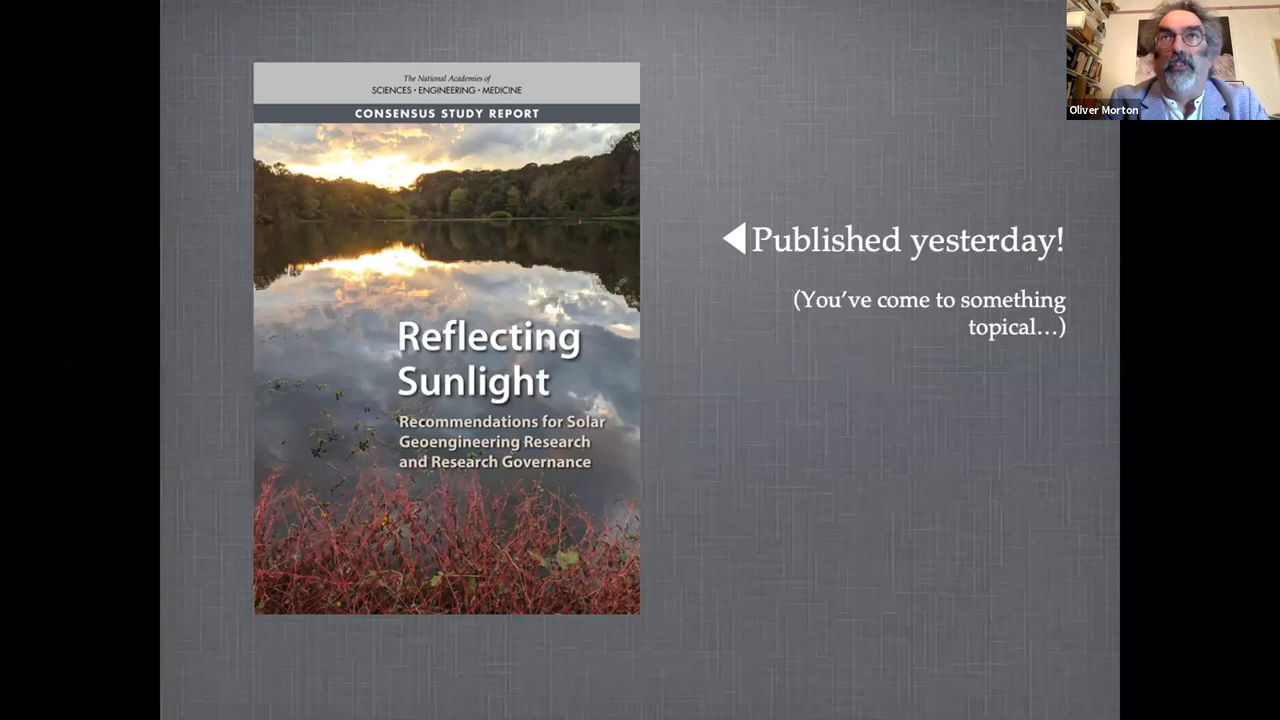 The National Academies of
SCIENCES • ENGINEERING • MEDICINE
CONSENSUS STUDY REPORT
Reflecting
Sunlight
Recommendations for Solar
Geoengineering Research
and Research Governance
Published yesterday!
(You’ve come to something
topical…)
Oliver Morton